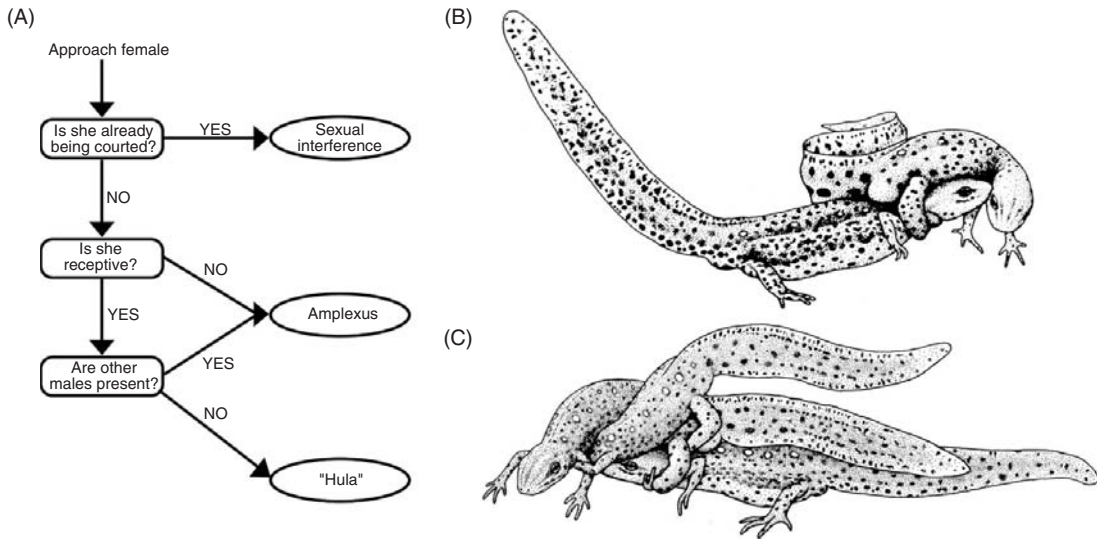 (A)
Approach female
Is she already
being courted?
YES
Sexual
interference
NO
Is she
receptive?
NO
YES
Amplexus
Are other
males present?
YES
NO
"Hula"
(B)
(C)